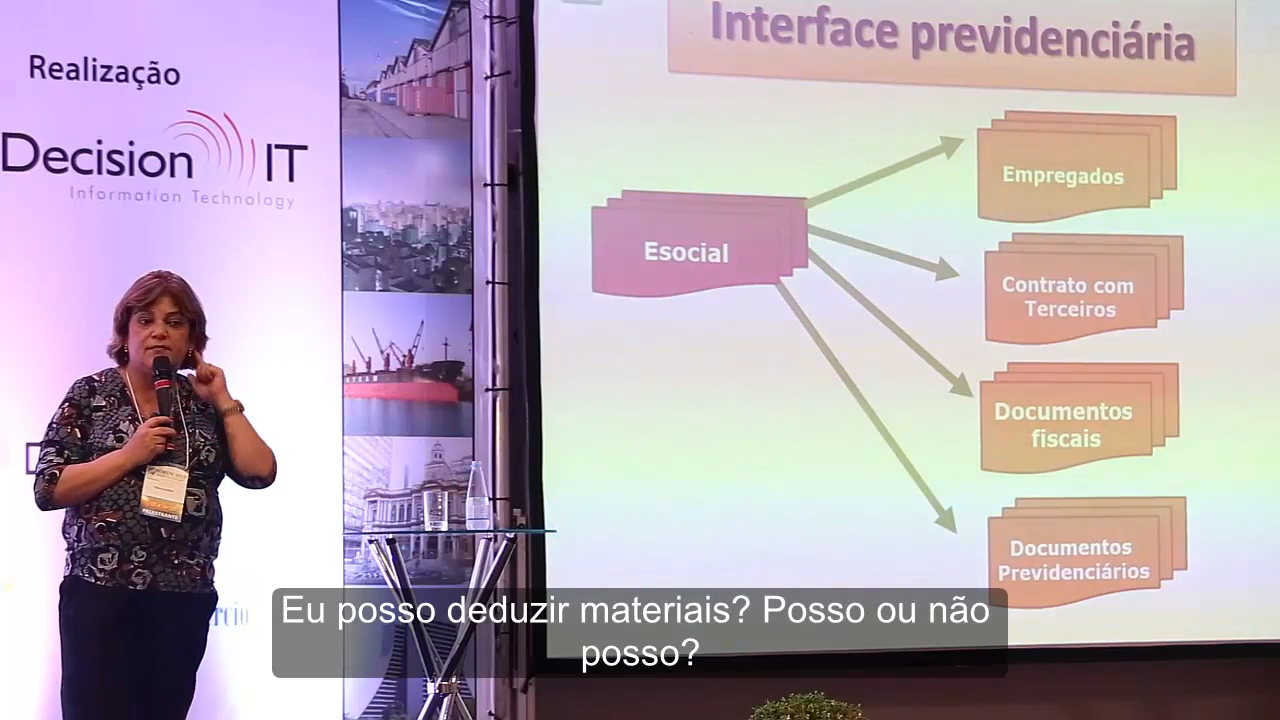 Realização
Decision IT
Information Technology
Interface previdenciária
Esocial
Empregados
Contrato com
Terceiros
Documentos
fiscais
Documentos
Previdenciários
PALESTRANTE
Eu posso deduzir materiais? Posso ou não
posso?